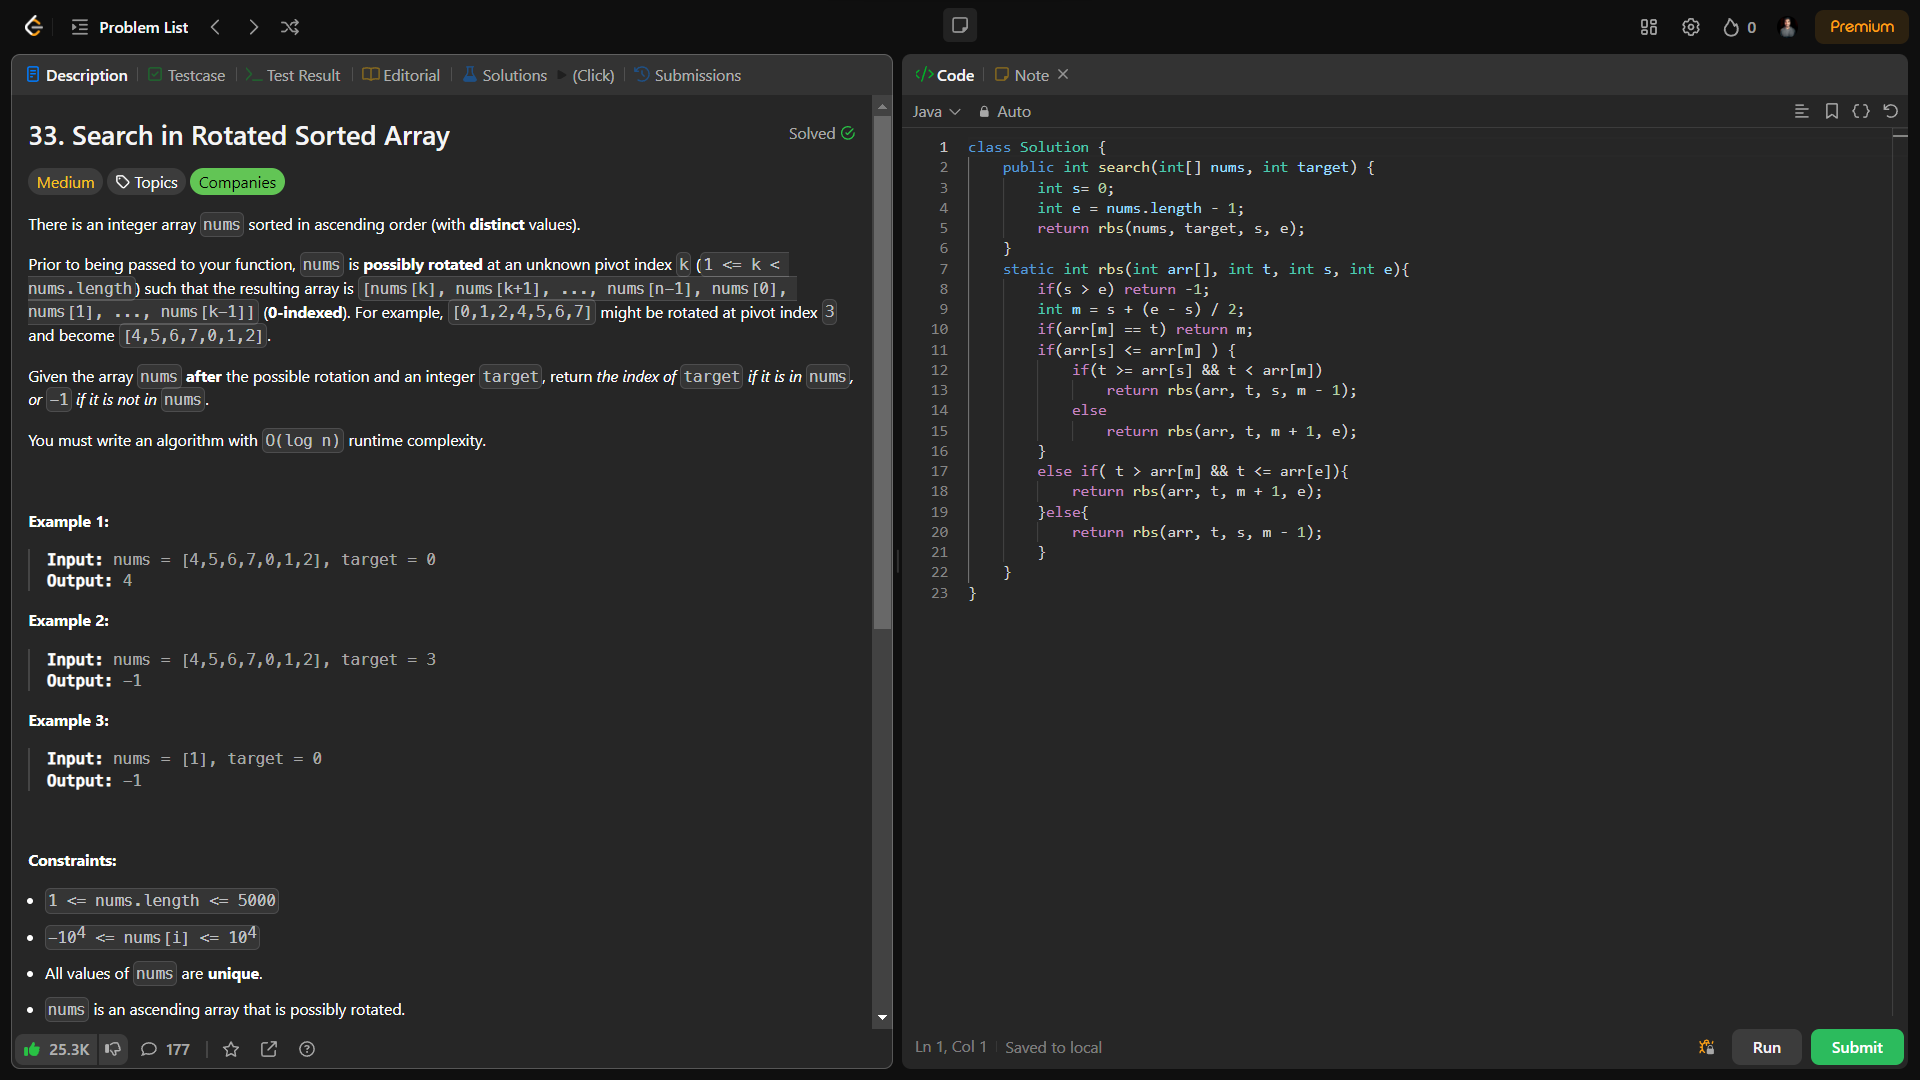 Problem List
0
Premium
Description
Testcase
Test Result
Editorial
Solutions
(Click)
Submissions
33. Search in Rotated Sorted Array
Solved
Medium
Topics
Companies
There is an integer array nums sorted in ascending order (with distinct values).
Prior to being passed to your function, nums is possibly rotated at an unknown pivot index k (1 <= k <
nums.length) such that the resulting array is [nums[k], nums[k+1], ..., nums[n-1], nums[0],
nums[1], ..., nums[k-1]] (0-indexed). For example, [0,1,2,4,5,6,7] might be rotated at pivot index 3
and become [4,5,6,7,0,1,2].
Given the array nums after the possible rotation and an integer target, return the index of target if it is in nums,
or -1 if it is not in nums.
You must write an algorithm with O(log n) runtime complexity.
Example 1:
Input: nums = [4,5,6,7,0,1,2], target = 0
Output: 4
Example 2:
Input: nums = [4,5,6,7,0,1,2], target = 3
Output: -1
Example 3:
Input: nums = [1], target = 0
Output: -1
Constraints:
• 1 <= nums.length <= 5000
• -10⁴ <= nums[i] <= 10⁴
• All values of nums are unique.
• nums is an ascending array that is possibly rotated.
25.3K
177
</> Code
Note
Java
Auto
1 class Solution {
2     public int search(int[] nums, int target) {
3         int s= 0;
4         int e = nums.length - 1;
5         return rbs(nums, target, s, e);
6     }
7     static int rbs(int arr[], int t, int s, int e){
8         if(s > e) return -1;
9         int m = s + (e - s) / 2;
10         if(arr[m] == t) return m;
11         if(arr[s] <= arr[m] ) {
12             if(t >= arr[s] && t < arr[m])
13                 return rbs(arr, t, s, m - 1);
14             else
15                 return rbs(arr, t, m + 1, e);
16         }
17         else if( t > arr[m] && t <= arr[e]){
18             return rbs(arr, t, m + 1, e);
19         }else{
20             return rbs(arr, t, s, m - 1);
21         }
22     }
23 }
Ln 1, Col 1
Saved to local
Run
Submit